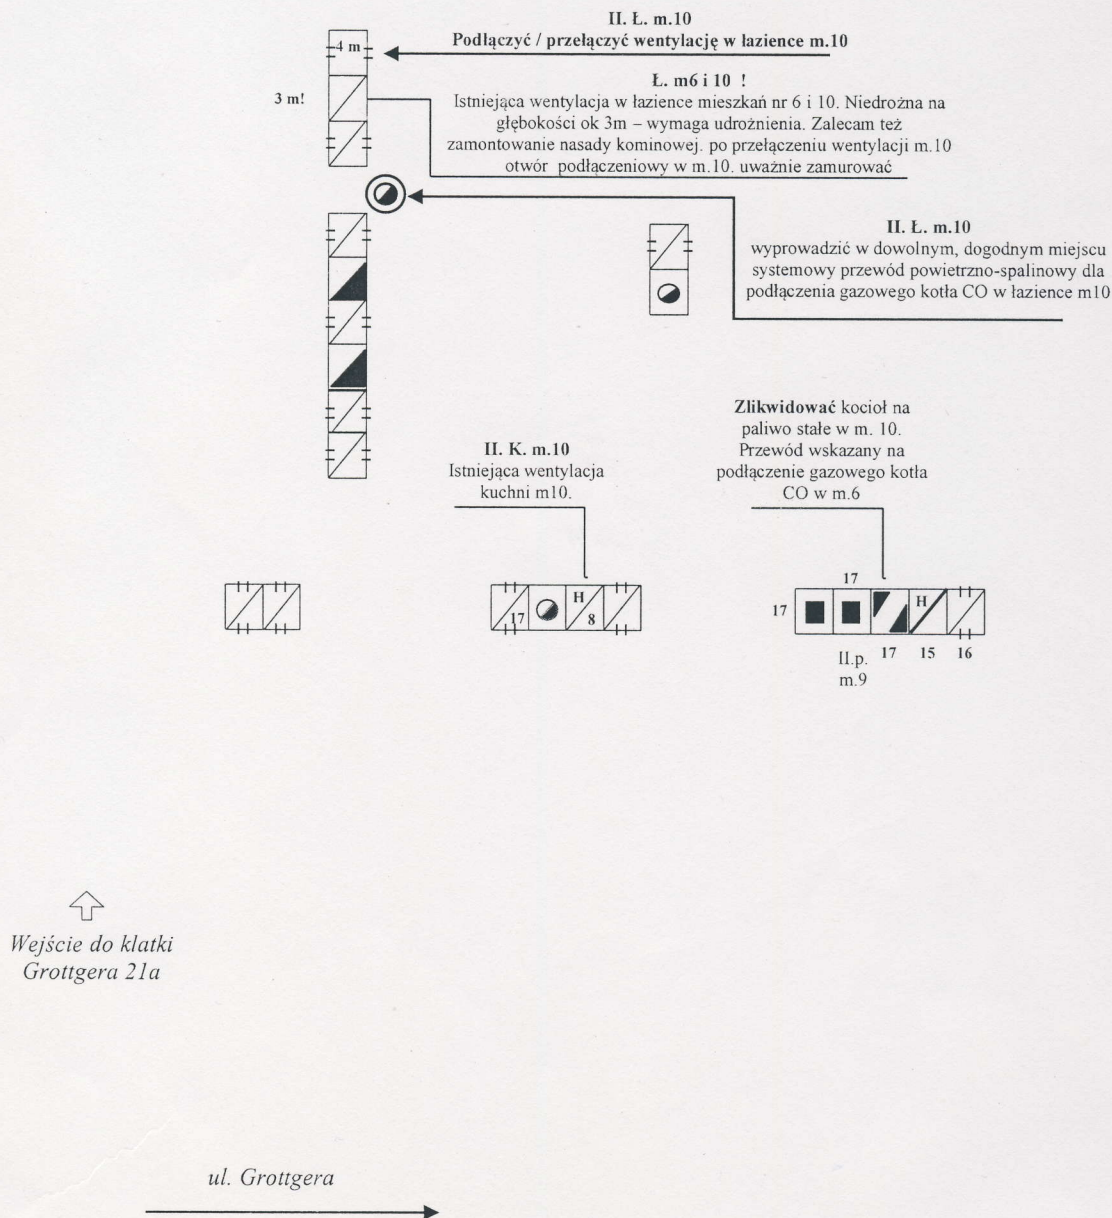 II. Ł. m.10
Podłączyć / przełączyć wentylację w łazience m.10
4 m
3 m!
Ł. m6 i 10 !
Istniejąca wentylacja w łazience mieszkań nr 6 i 10. Niedrożna na
głębokości ok 3m – wymaga udrożnienia. Zalecam też
zamontowanie nasady kominowej. po przełączeniu wentylacji m.10
otwór podłączeniowy w m.10. uważnie zamurować
II. Ł. m.10
wyprowadzić w dowolnym, dogodnym miejscu
systemowy przewód powietrzno-spalinowy dla
podłączenia gazowego kotła CO w łazience m10
II. K. m.10
Istniejąca wentylacja
kuchni m10.
Zlikwidować kocioł na
paliwo stałe w m. 10.
Przewód wskazany na
podłączenie gazowego kotła
CO w m.6
17
H
8
17
17
H
II.p.
m.9
17
15
16
Wejście do klatki
Grottgera 21a
ul. Grottgera